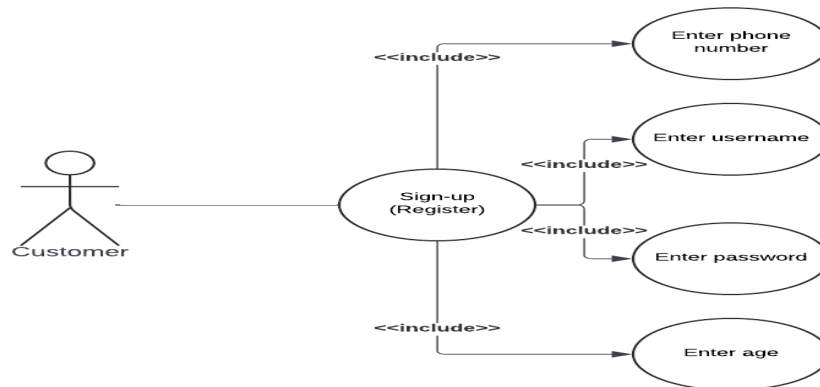 Enter phone
number
<<include>>
Enter username
<<include>>
Sign-up
(Register)
<<include>>
Customer
Enter password
<<include>>
Enter age